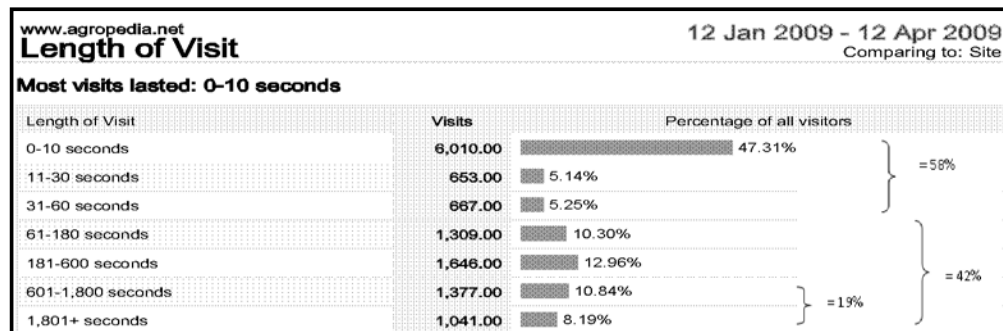 www.agropedia.net
Length of Visit
12 Jan 2009 - 12 Apr 2009
Comparing to: Site
Most visits lasted: 0-10 seconds
Length of Visit Visits Percentage of all visitors
0-10 seconds 6,010.00 47.31%
11-30 seconds 653.00 5.14%
31-60 seconds 667.00 5.25%
=58%
61-180 seconds 1,309.00 10.30%
181-600 seconds 1,646.00 12.96%
601-1,800 seconds 1,377.00 10.84%
1,801+ seconds 1,041.00 8.19%
=19%
=42%